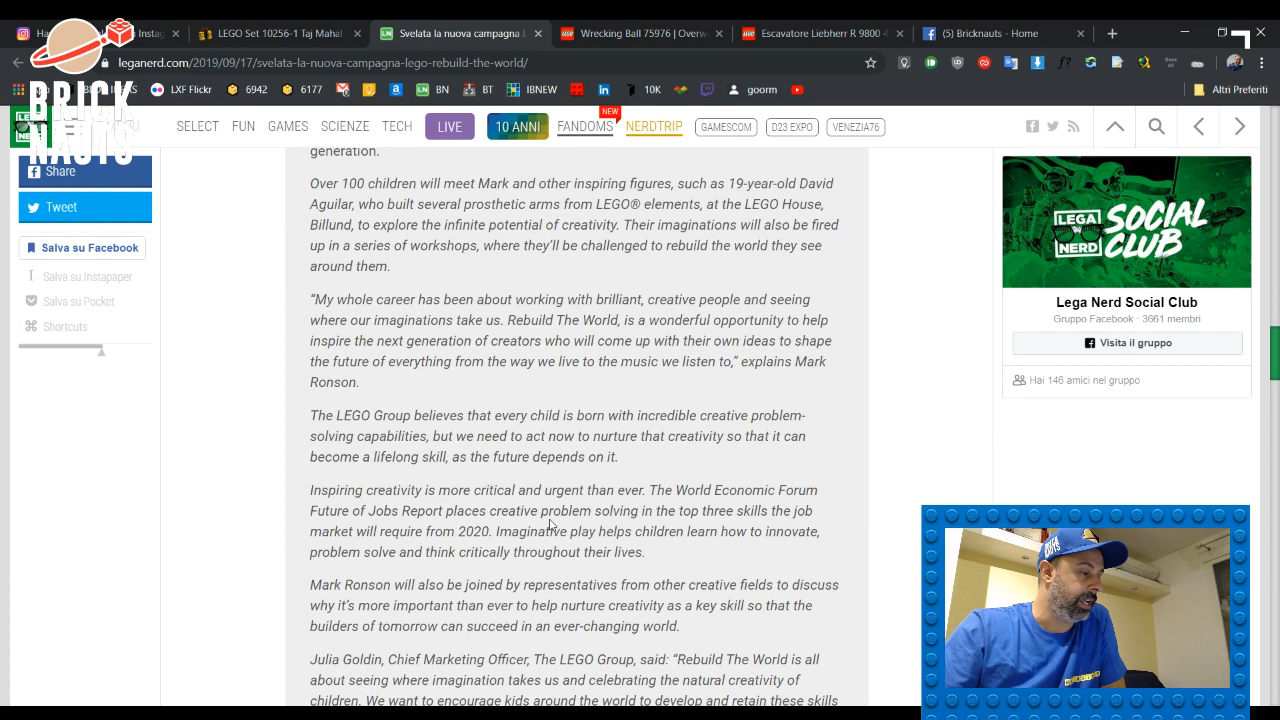 Instag
LEGO Set 10256-1 Taj Mahal
Svelata la nuova campagna L
Wrecking Ball 75976 | Overw
Escavatore Liebherr R 9800 4
(5) Bricknauts - Home
leganerd.com/2019/09/17/svelata-la-nuova-campagna-lego-rebuild-the-world/
BRICK
NAUTS
LXF Flickr
6942
6177
BN
BT
IBNEW
10K
goorm
Altri Preferiti
SELECT
FUN
GAMES
SCIENZE
TECH
LIVE
10 ANNI
FANDOMS
NEW
NERDTRIP
GAMESCOM
D23 EXPO
VENEZIA76
Share
Tweet
Salva su Facebook
Salva su Instapaper
Salva su Pocket
Shortcuts
generation.
Over 100 children will meet Mark and other inspiring figures, such as 19-year-old David
Aguilar, who built several prosthetic arms from LEGO® elements, at the LEGO House,
Billund, to explore the infinite potential of creativity. Their imaginations will also be fired
up in a series of workshops, where they'll be challenged to rebuild the world they see
around them.
“My whole career has been about working with brilliant, creative people and seeing
where our imaginations take us. Rebuild The World, is a wonderful opportunity to help
inspire the next generation of creators who will come up with their own ideas to shape
the future of everything from the way we live to the music we listen to,” explains Mark
Ronson.
The LEGO Group believes that every child is born with incredible creative problem-
solving capabilities, but we need to act now to nurture that creativity so that it can
become a lifelong skill, as the future depends on it.
Inspiring creativity is more critical and urgent than ever. The World Economic Forum
Future of Jobs Report places creative problem solving in the top three skills the job
market will require from 2020. Imaginative play helps children learn how to innovate,
problem solve and think critically throughout their lives.
Mark Ronson will also be joined by representatives from other creative fields to discuss
why it's more important than ever to help nurture creativity as a key skill so that the
builders of tomorrow can succeed in an ever-changing world.
Julia Goldin, Chief Marketing Officer, The LEGO Group, said: “Rebuild The World is all
about seeing where imagination takes us and celebrating the natural creativity of
children. We want to encourage kids around the world to develop and retain these skills
LEGA NERD SOCIAL CLUB
Lega Nerd Social Club
Gruppo Facebook · 3661 membri
Visita il gruppo
Hai 146 amici nel gruppo